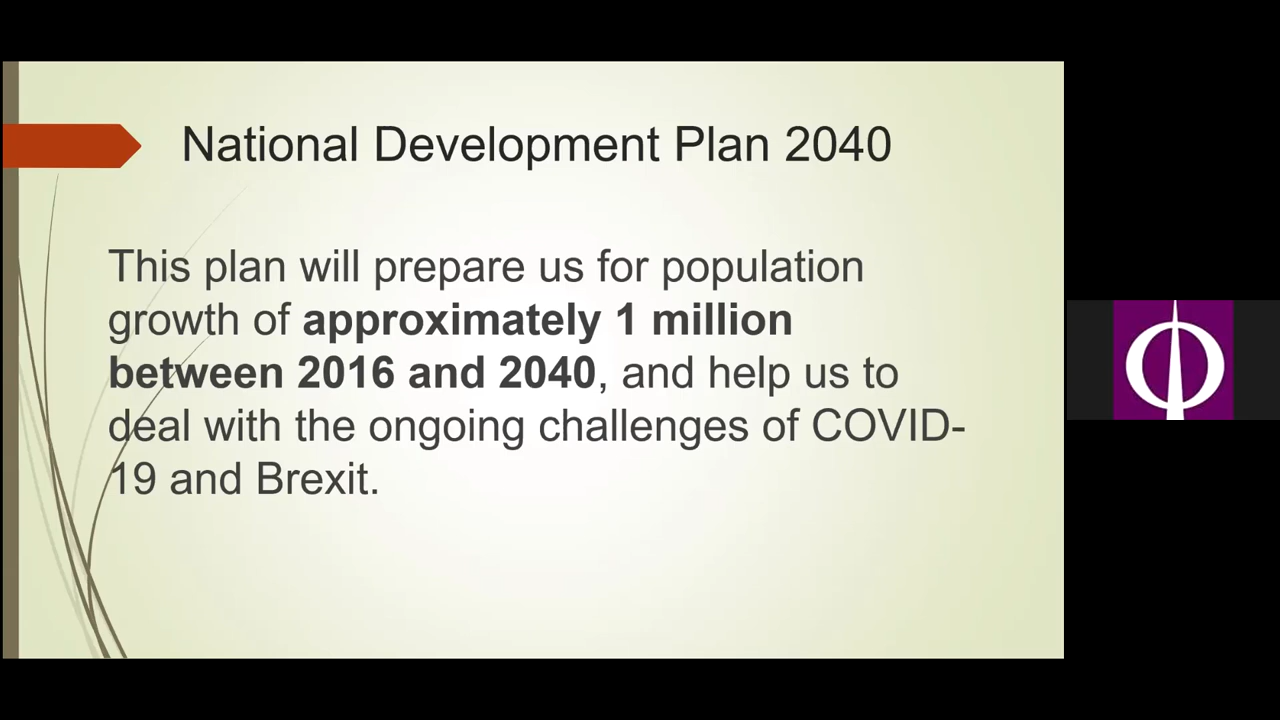 National Development Plan 2040
This plan will prepare us for population
growth of approximately 1 million
between 2016 and 2040, and help us to
deal with the ongoing challenges of COVID-
19 and Brexit.